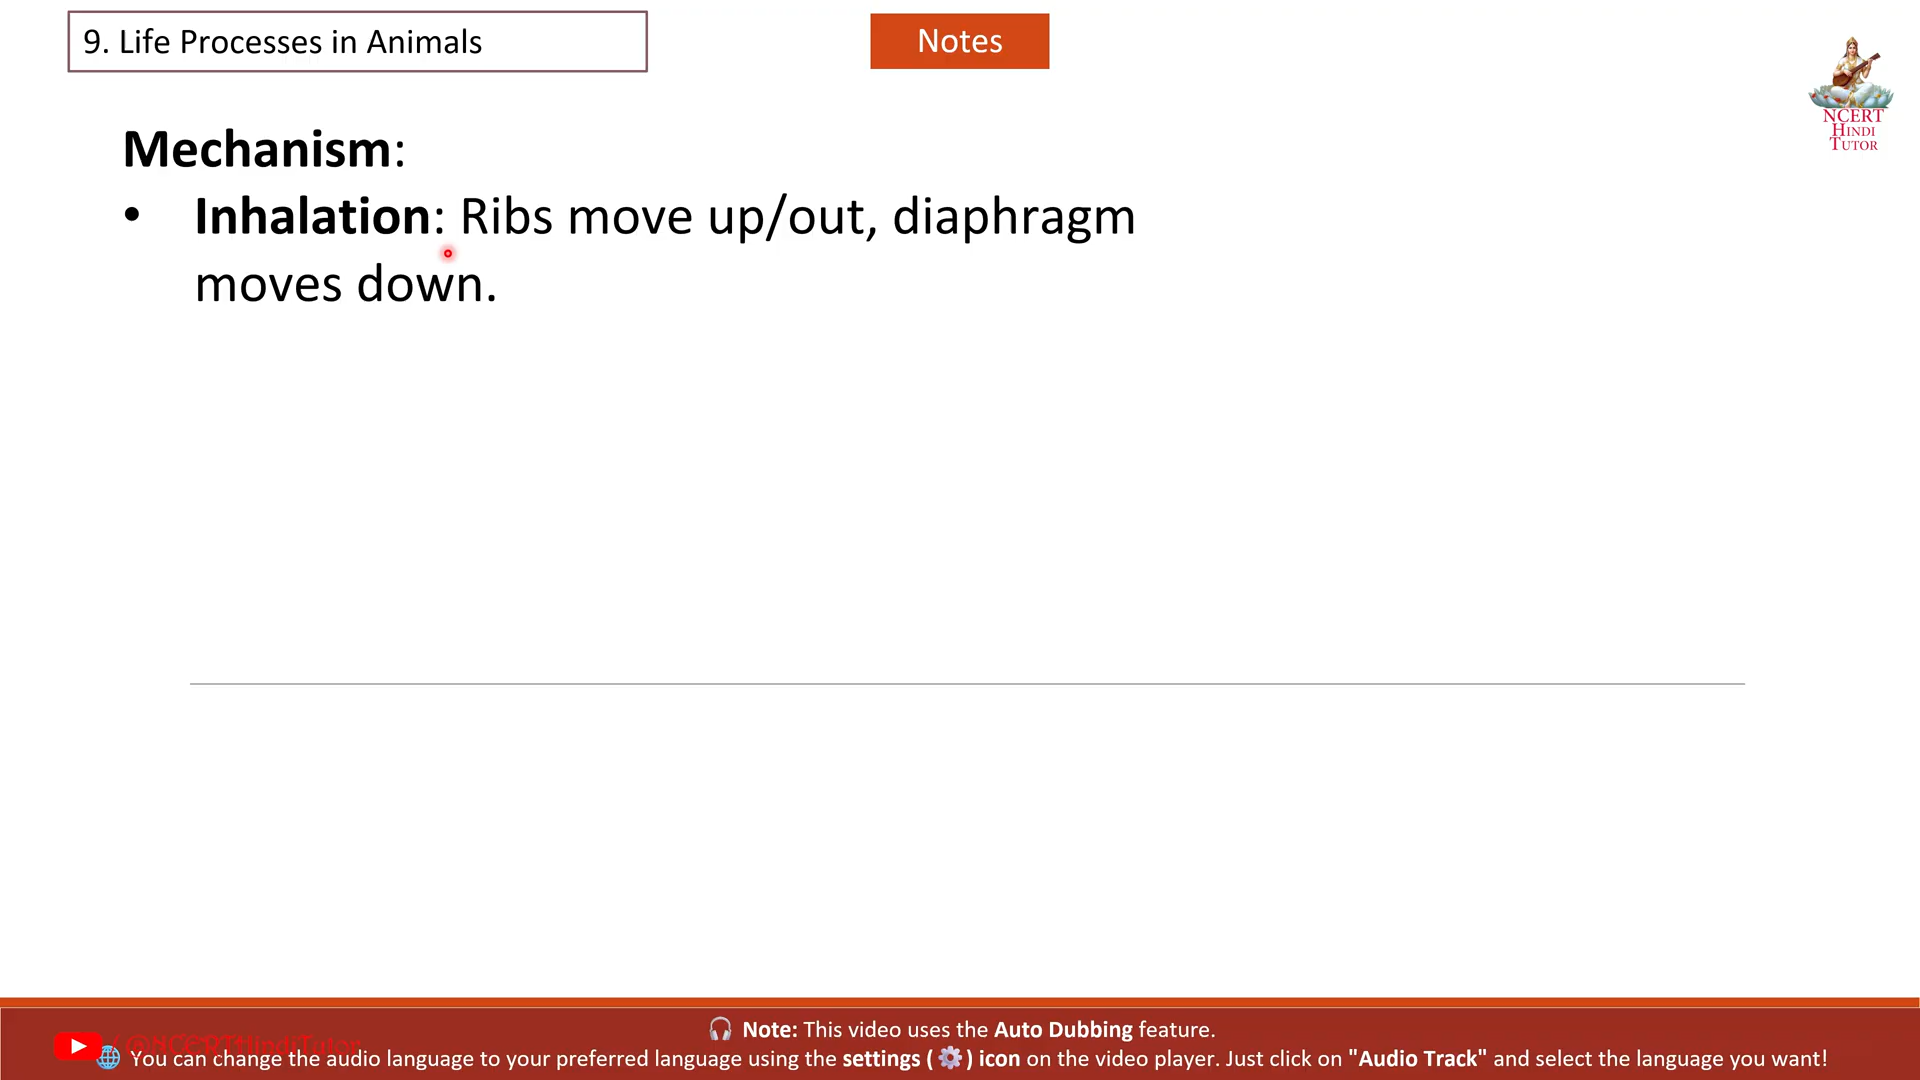 9. Life Processes in Animals
Notes
NCERT
HINDI
TUTOR
Mechanism:
• Inhalation: Ribs move up/out, diaphragm
moves down.
🎧 Note: This video uses the Auto Dubbing feature.
@NCERTHindiTutor
🌐 You can change the audio language to your preferred language using the settings ( ⚙️ ) icon on the video player. Just click on "Audio Track" and select the language you want!